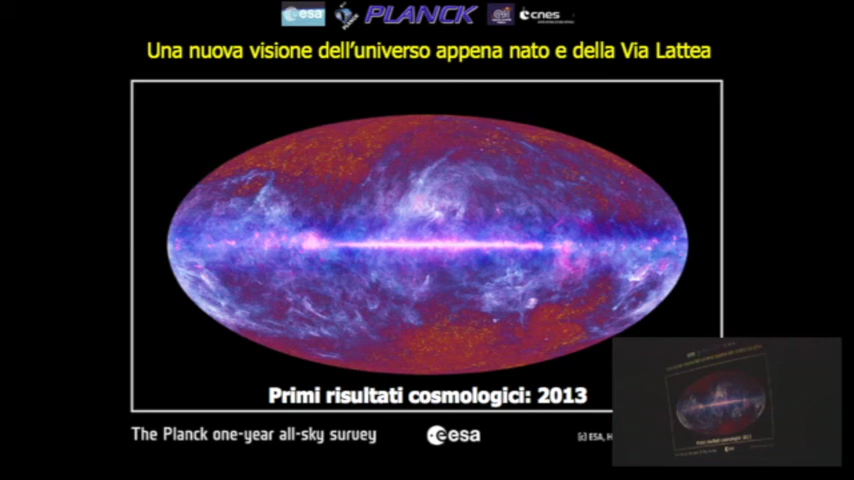 esa PLANCK cnes
Una nuova visione dell'universo appena nato e della Via Lattea
Primi risultati cosmologici: 2013
The Planck one-year all-sky survey
esa
(c) ESA, H